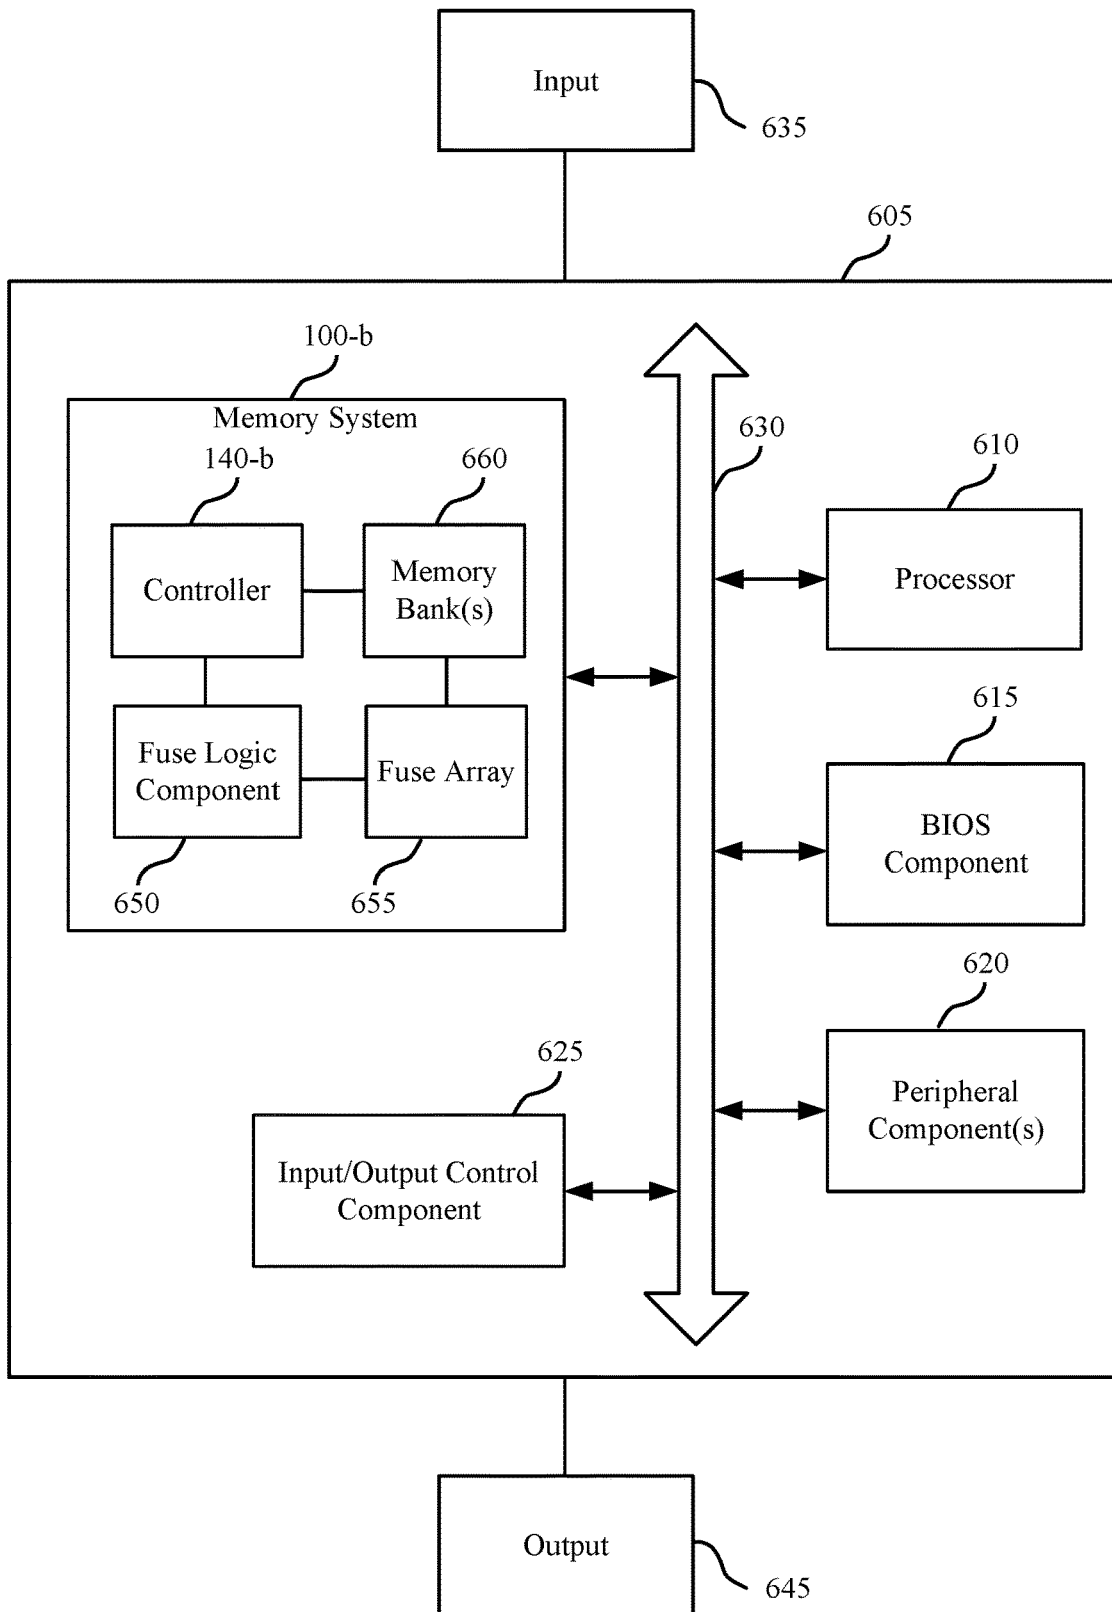 Input
635
605
100-b
Memory System
630
140-b
660
610
Controller
Memory
Bank(s)
Processor
Fuse Logic
Component
Fuse Array
615
650
655
BIOS
Component
620
625
Peripheral
Component(s)
Input/Output Control
Component
Output
645